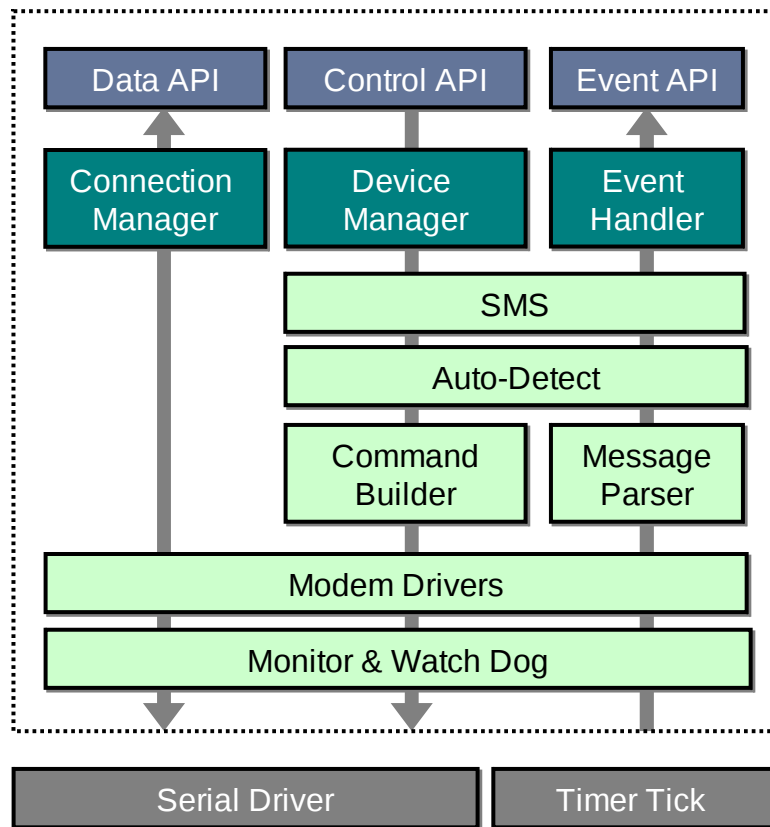 Data API
Control API
Event API
Connection
Manager
Device
Manager
Event
Handler
SMS
Auto-Detect
Command
Builder
Message
Parser
Modem Drivers
Monitor & Watch Dog
Serial Driver
Timer Tick